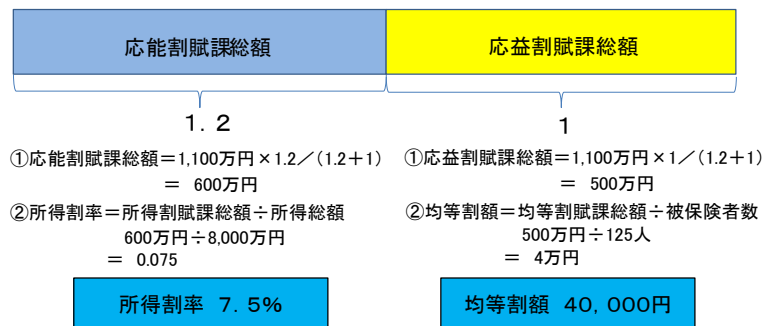 応能割賦課総額
応益割賦課総額
1.2
1
①応能割賦課総額＝1,100万円×1.2／(1.2＋1)
＝ 600万円
②所得割率＝所得割賦課総額÷所得総額
600万円÷8,000万円
＝ 0.075
所得割率 7.5%
①応益割賦課総額＝1,100万円×1／(1.2＋1)
＝ 500万円
②均等割額＝均等割賦課総額÷被保険者数
500万円÷125人
＝ 4万円
均等割額 40,000円